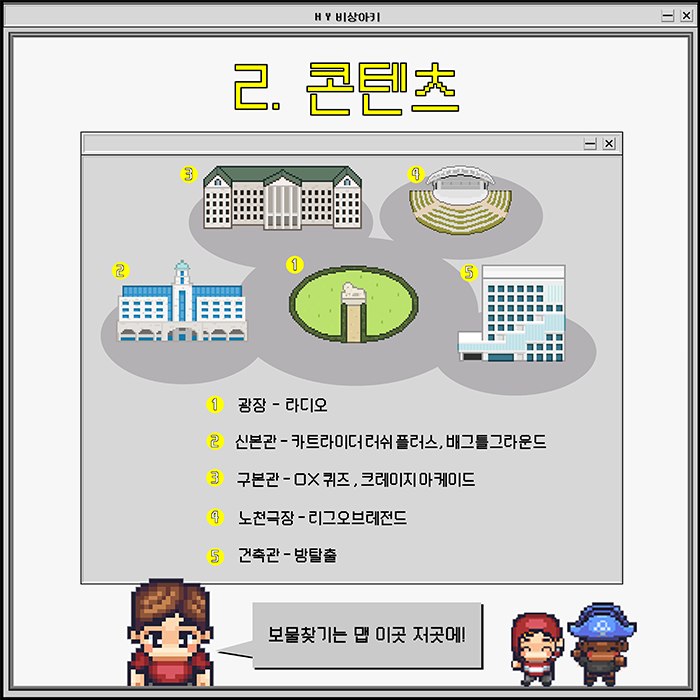 HY 비상아키
2. 콘텐츠
3
4
2
1
5
1 광장 - 라디오
2 신본관 - 카트라이더 러쉬 플러스, 배그틀그라운드
3 구본관 - OX 퀴즈, 크레이지 아케이드
4 노천극장 - 리그오브레전드
5 건축관 - 방탈출
보물찾기는 맵 이곳 저곳에!